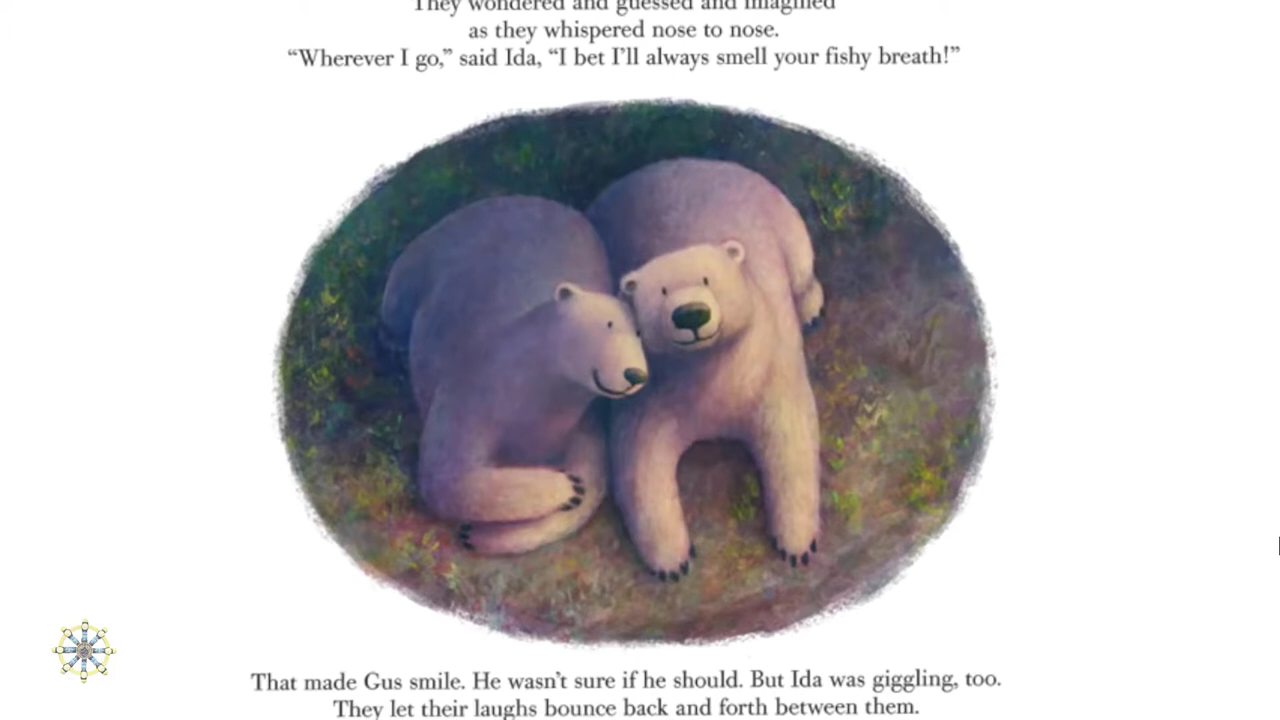 They wondered and guessed and imagined
as they whispered nose to nose.
“Wherever I go,” said Ida, “I bet I’ll always smell your fishy breath!”
That made Gus smile. He wasn’t sure if he should. But Ida was giggling, too.
They let their laughs bounce back and forth between them.